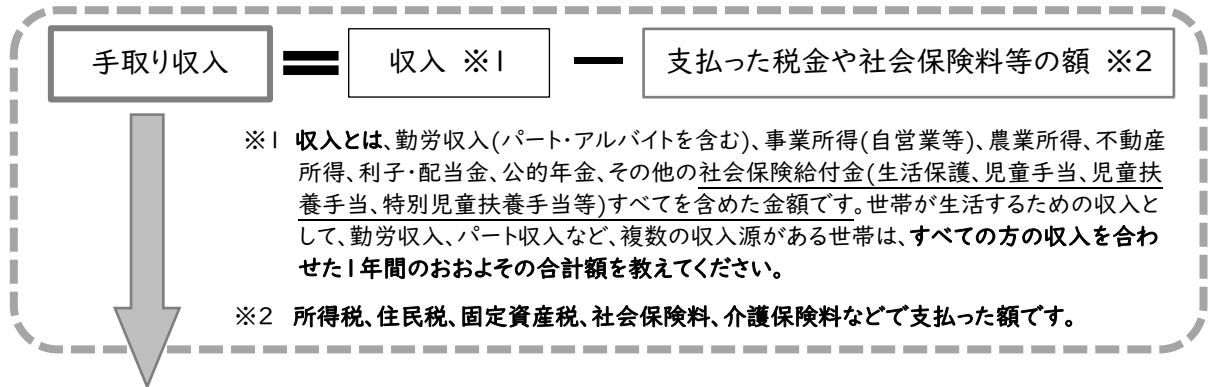 手取り収入 = 収入 ※1 － 支払った税金や社会保険料等の額 ※2
※1 収入とは、勤労収入(パート・アルバイトを含む)、事業所得(自営業等)、農業所得、不動産
所得、利子・配当金、公的年金、その他の社会保険給付金(生活保護、児童手当、児童扶
養手当、特別児童扶養手当等)すべてを含めた金額です。世帯が生活するための収入と
して、勤労収入、パート収入など、複数の収入源がある世帯は、すべての方の収入を合わ
せた1年間のおおよその合計額を教えてください。
※2 所得税、住民税、固定資産税、社会保険料、介護保険料などで支払った額です。